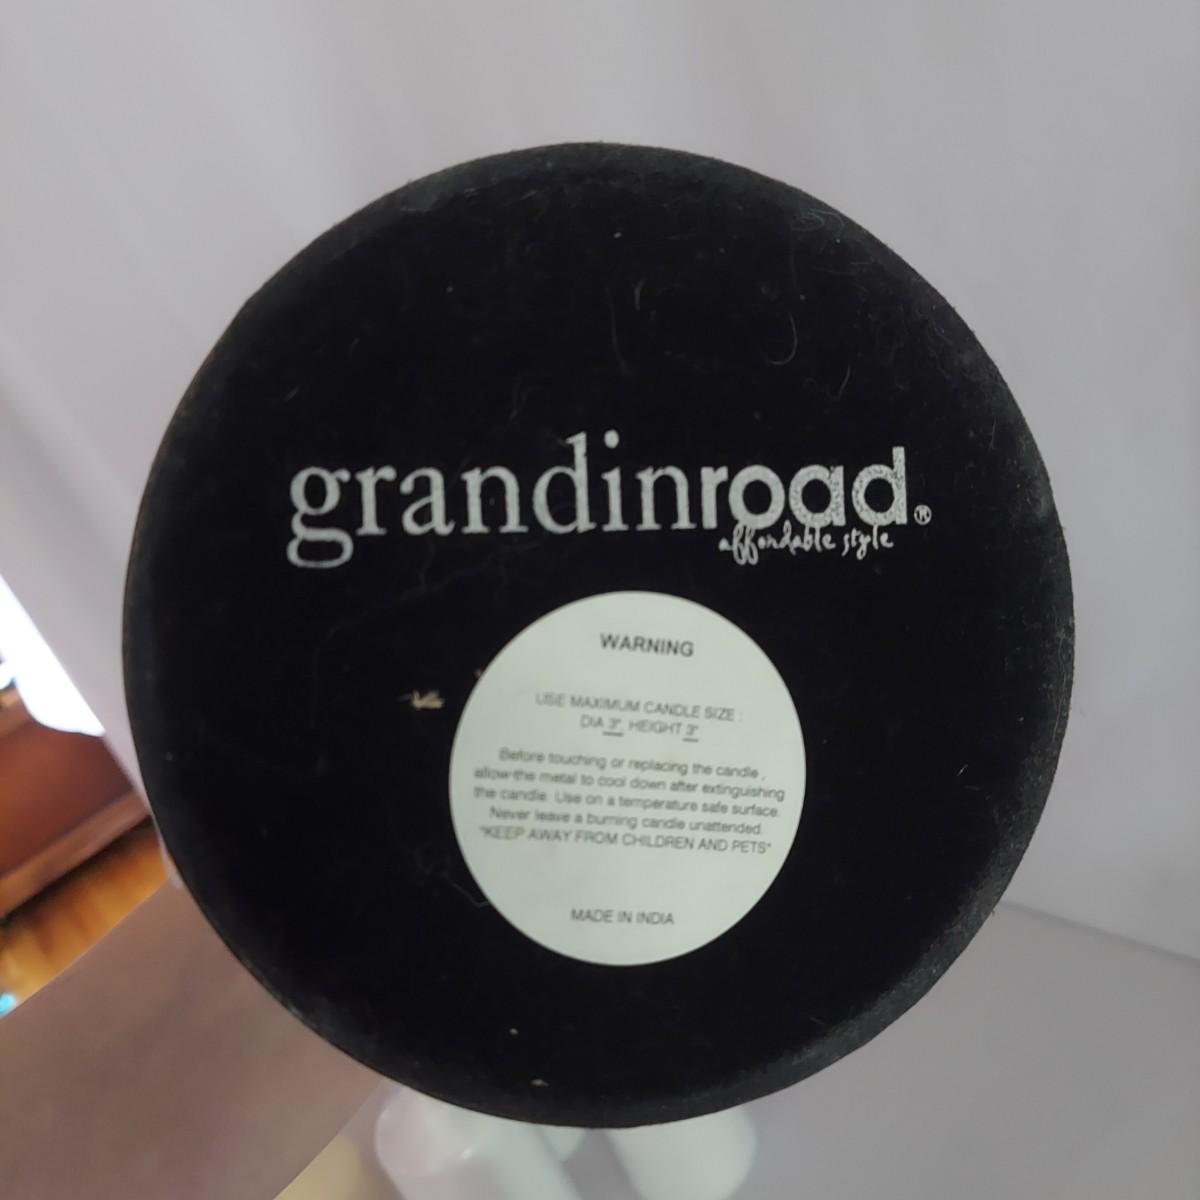 grandinroad®
affordable style
WARNING
USE MAXIMUM CANDLE SIZE :
DIA 3", HEIGHT 3"
Before touching or replacing the candle ,
allow the metal to cool down after extinguishing
the candle. Use on a temperature safe surface.
Never leave a burning candle unattended.
"KEEP AWAY FROM CHILDREN AND PETS"
MADE IN INDIA